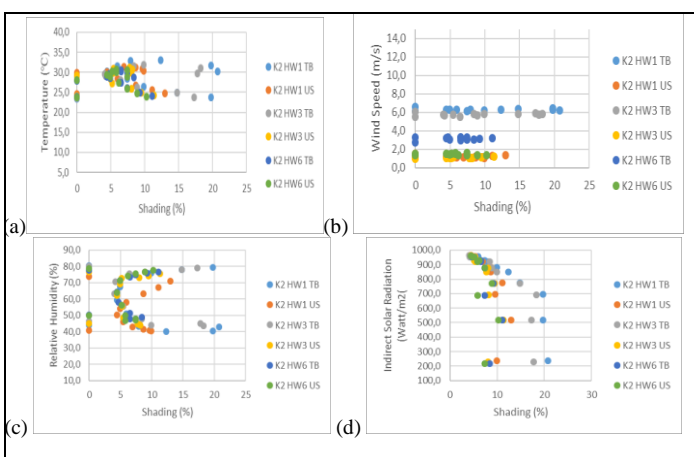 40,0
35,0
30,0
25,0
20,0
15,0
10,0
5,0
Temperature (°C)
0 5 10 15 20 25
Shading (%)
K2 HW1 TB
K2 HW1 US
K2 HW3 TB
K2 HW3 US
K2 HW6 TB
K2 HW6 US
(a)
14,0
12,0
10,0
8,0
6,0
4,0
2,0
0,0
Wind Speed (m/s)
0 5 10 15 20 25
Shading (%)
K2 HW1 TB
K2 HW1 US
K2 HW3 TB
K2 HW3 US
K2 HW6 TB
K2 HW6 US
(b)
90,0
80,0
70,0
60,0
50,0
40,0
30,0
20,0
10,0
Relative Humidity (%)
0 5 10 15 20 25
Shading (%)
K2 HW1 TB
K2 HW1 US
K2 HW3 TB
K2 HW3 US
K2 HW6 TB
K2 HW6 US
(c)
1000,0
900,0
800,0
700,0
600,0
500,0
400,0
300,0
200,0
100,0
Indirect Solar Radiation
(Watt/m2(
0 10 20 30
Shading (%)
K2 HW1 TB
K2 HW1 US
K2 HW3 TB
K2 HW3 US
K2 HW6 TB
K2 HW6 US
(d)